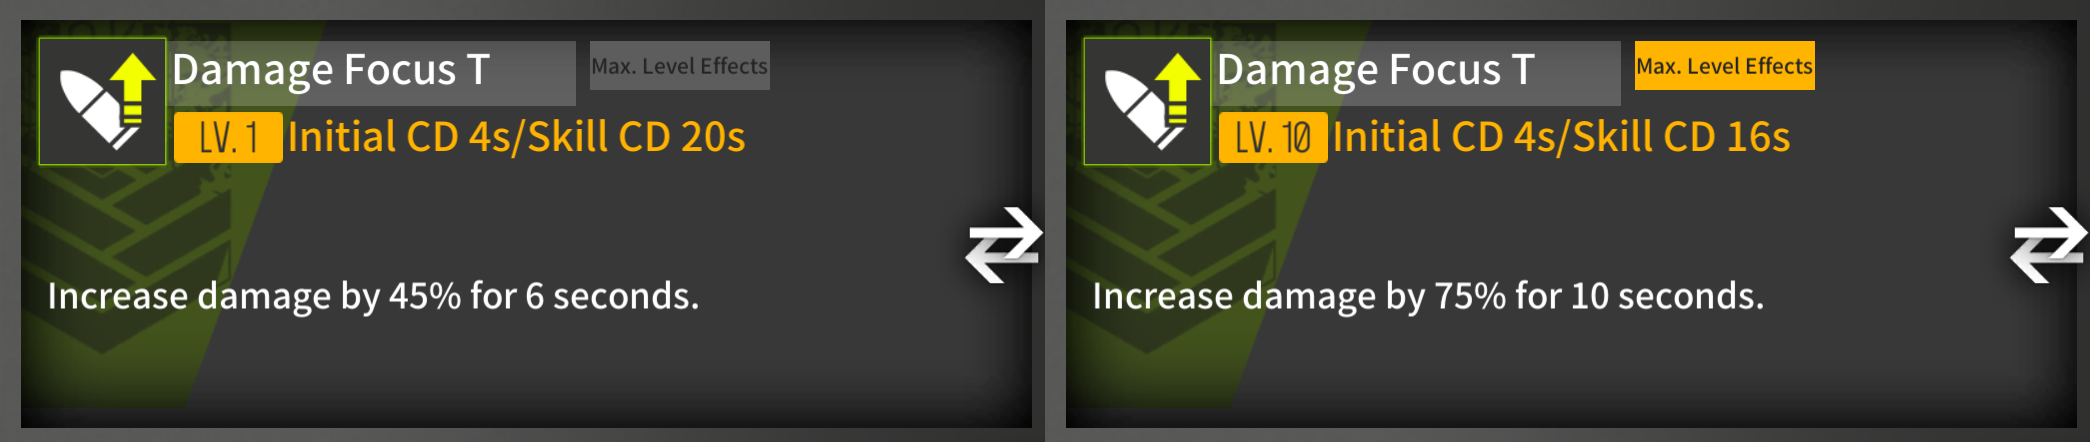 Damage Focus T
Max. Level Effects
LV. 1 Initial CD 4s/Skill CD 20s
Increase damage by 45% for 6 seconds.
Damage Focus T
Max. Level Effects
LV. 10 Initial CD 4s/Skill CD 16s
Increase damage by 75% for 10 seconds.